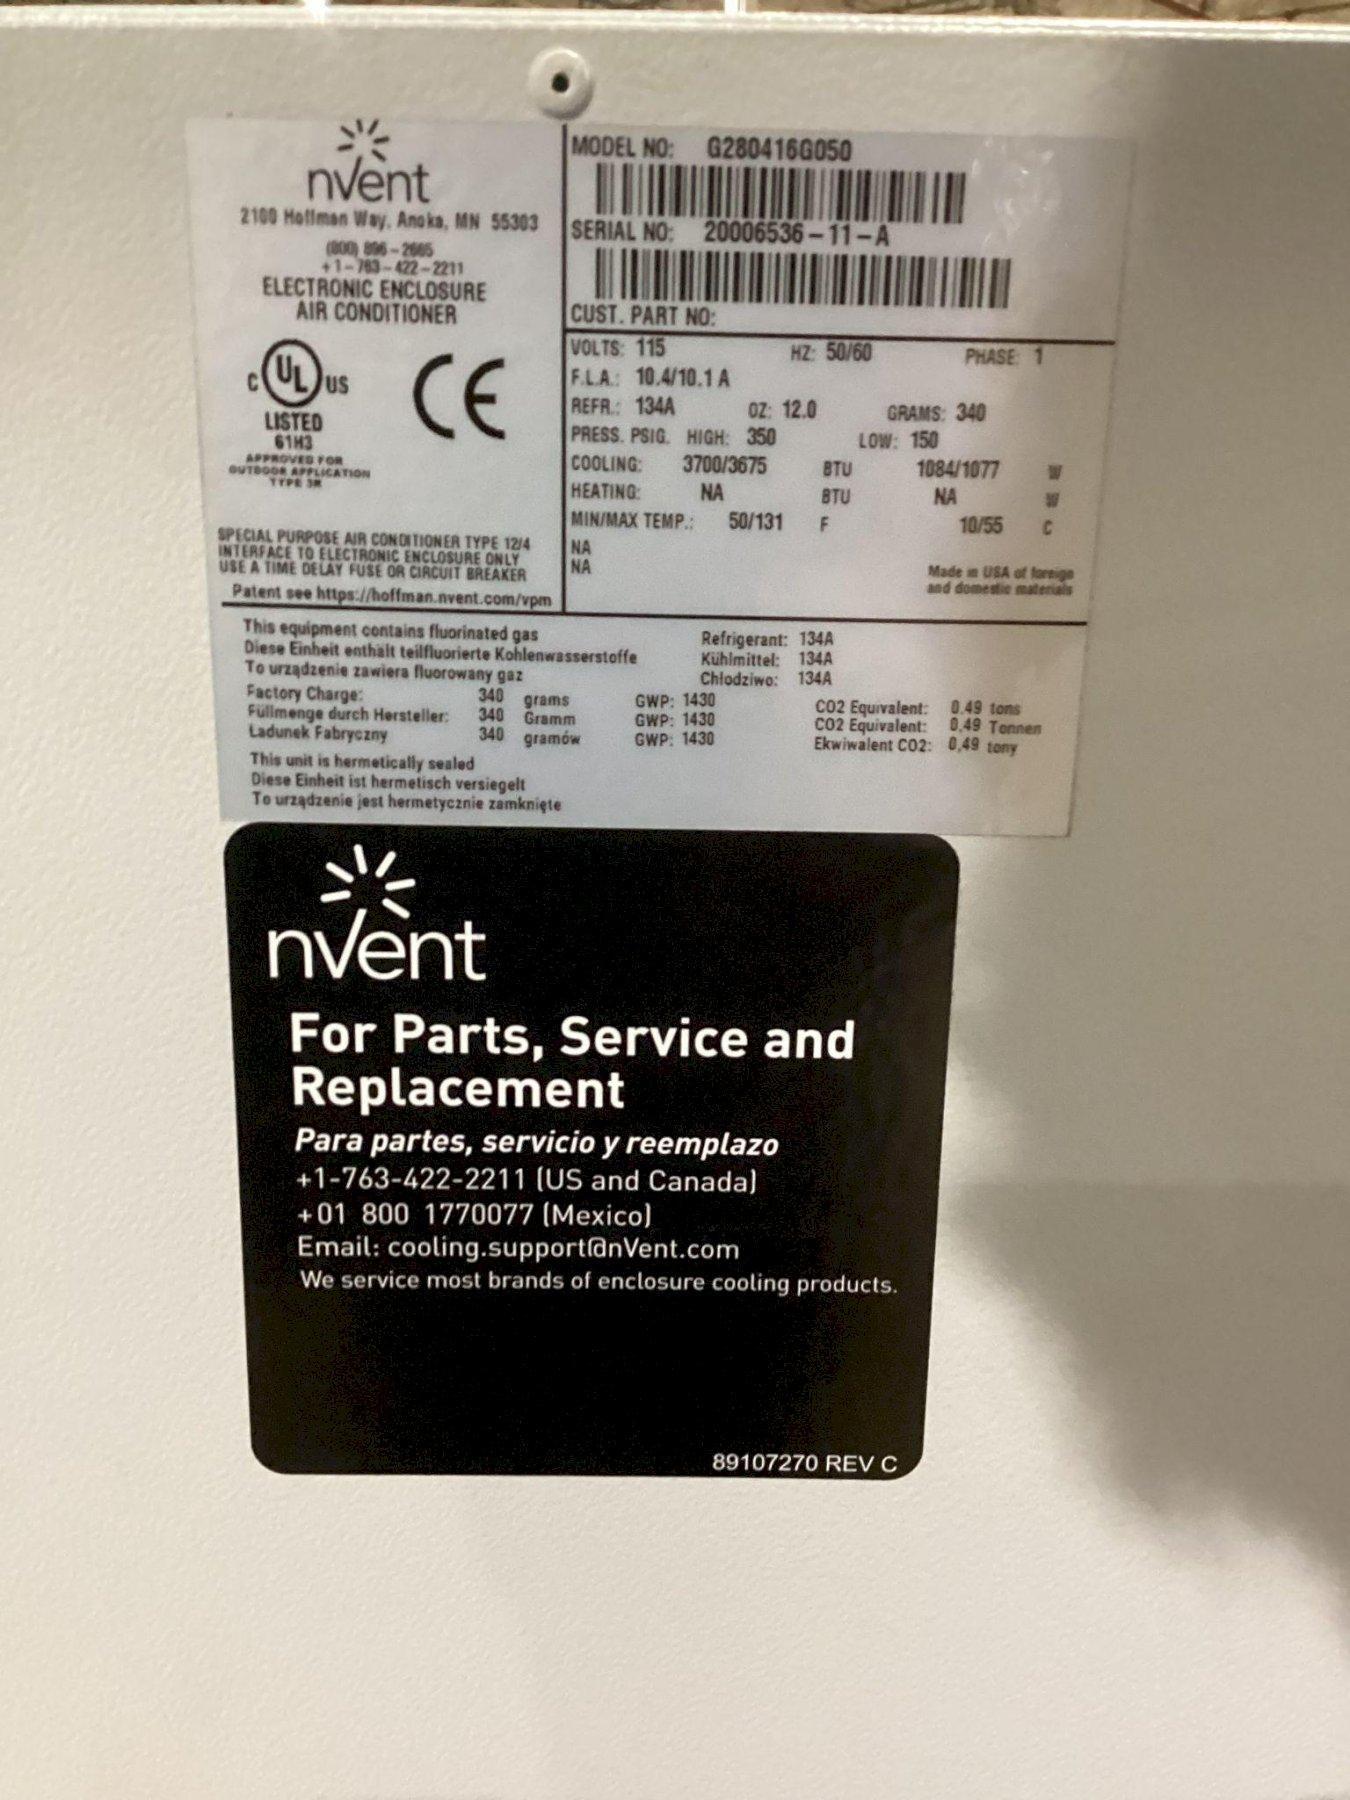 nVent
2100 Hoffman Way, Anoka, MN 55303
(800) 896-2665
+1-763-422-2211
ELECTRONIC ENCLOSURE
AIR CONDITIONER
C UL US
CE
LISTED
61H3
APPROVED FOR
OUTDOOR APPLICATION
TYPE 3R
SPECIAL PURPOSE AIR CONDITIONER TYPE 12/4
INTERFACE TO ELECTRONIC ENCLOSURE ONLY
USE A TIME DELAY FUSE OR CIRCUIT BREAKER
Patent see https://hoffman.nvent.com/vpm
MODEL NO: G280416G050
SERIAL NO: 20006536-11-A
CUST. PART NO:
VOLTS: 115 HZ: 50/60 PHASE: 1
F.L.A.: 10.4/10.1 A
REFR.: 134A OZ: 12.0 GRAMS: 340
PRESS. PSIG. HIGH: 350 LOW: 150
COOLING: 3700/3675 BTU 1084/1077 W
HEATING: NA BTU NA W
MIN/MAX TEMP.: 50/131 F 10/55 C
NA
NA
Made in USA of foreign
and domestic materials
This equipment contains fluorinated gas Refrigerant: 134A
Diese Einheit enthält teilfluorierte Kohlenwasserstoffe Kühlmittel: 134A
To urządzenie zawiera fluorowany gaz Chłodziwo: 134A
Factory Charge: 340 grams GWP: 1430 CO2 Equivalent: 0.49 tons
Füllmenge durch Hersteller: 340 Gramm GWP: 1430 CO2 Equivalent: 0,49 Tonnen
Ładunek Fabryczny 340 gramów GWP: 1430 Ekwiwalent CO2: 0,49 tony
This unit is hermetically sealed
Diese Einheit ist hermetisch versiegelt
To urządzenie jest hermetycznie zamknięte
nVent
For Parts, Service and
Replacement
Para partes, servicio y reemplazo
+1-763-422-2211 (US and Canada)
+01 800 1770077 (Mexico)
Email: cooling.support@nVent.com
We service most brands of enclosure cooling products.
89107270 REV C